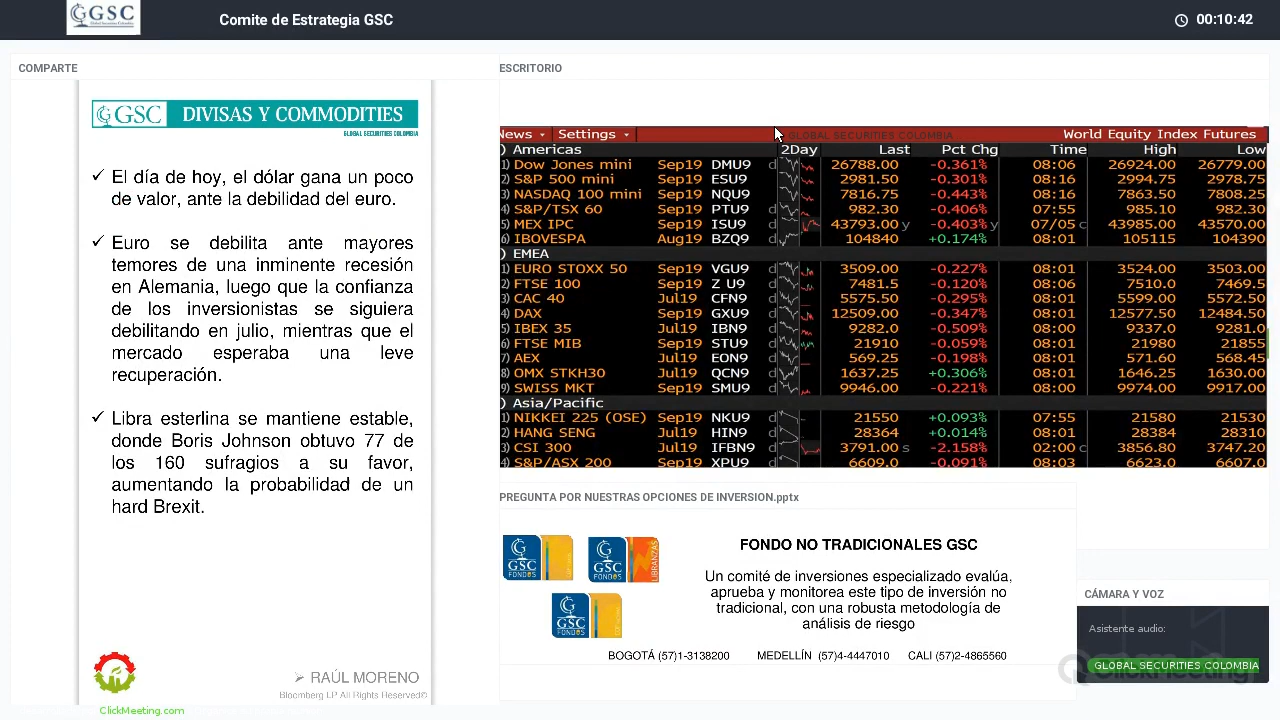 GSC
Global Securities Colombia
Comite de Estrategia GSC
00:10:42
COMPARTE
GSC DIVISAS Y COMMODITIES
GLOBAL SECURITIES COLOMBIA
✓ El día de hoy, el dólar gana un poco
de valor, ante la debilidad del euro.
✓ Euro se debilita ante mayores
temores de una inminente recesión
en Alemania, luego que la confianza
de los inversionistas se siguiera
debilitando en julio, mientras que el
mercado esperaba una leve
recuperación.
✓ Libra esterlina se mantiene estable,
donde Boris Johnson obtuvo 77 de
los 160 sufragios a su favor,
aumentando la probabilidad de un
hard Brexit.
➢ RAÚL MORENO
Bloomberg LP All Rights Reserved©
ClickMeeting.com
ESCRITORIO
News Settings GLOBAL SECURITIES COLOMBIA World Equity Index Futures
) Americas 2Day Last Pct Chg Time High Low
1) Dow Jones mini Sep19 DMU9 d 26788.00 -0.361% 08:06 26924.00 26779.00
2) S&P 500 mini Sep19 ESU9 2981.50 -0.301% 08:16 2994.75 2978.75
3) NASDAQ 100 mini Sep19 NQU9 7816.75 -0.443% 08:16 7863.50 7808.25
4) S&P/TSX 60 Sep19 PTU9 d 982.30 -0.406% 07:55 985.10 982.30
5) MEX IPC Sep19 ISU9 d 43793.00 y -0.403% y 07/05 c 43985.00 43570.00
6) IBOVESPA Aug19 BZQ9 d 104840 +0.174% 08:01 105115 104390
) EMEA
1) EURO STOXX 50 Sep19 VGU9 d 3509.00 -0.227% 08:01 3524.00 3503.00
2) FTSE 100 Sep19 Z U9 d 7481.5 -0.120% 08:01 7510.0 7469.5
3) CAC 40 Jul19 CFN9 d 5575.50 -0.295% 08:01 5599.00 5572.50
4) DAX Sep19 GXU9 d 12509.00 -0.347% 08:01 12577.50 12484.50
5) IBEX 35 Jul19 IBN9 d 9282.0 -0.509% 08:00 9337.0 9281.0
6) FTSE MIB Sep19 STU9 d 21910 -0.059% 08:01 21980 21855
7) AEX Jul19 EON9 d 569.25 -0.198% 08:01 571.60 568.45
8) OMX STKH30 Jul19 QCN9 d 1637.25 +0.306% 08:01 1646.25 1630.00
9) SWISS MKT Sep19 SMU9 d 9946.00 -0.221% 08:00 9974.00 9917.00
) Asia/Pacific
1) NIKKEI 225 (OSE) Sep19 NKU9 d 21550 +0.093% 07:55 21580 21530
2) HANG SENG Jul19 HIN9 d 28364 +0.014% 08:01 28384 28310
3) CSI 300 Jul19 IFBN9 d 3791.00 s -2.158% 02:00 c 3856.80 3747.20
4) S&P/ASX 200 Sep19 XPU9 d 6609.0 -0.091% 08:03 6623.0 6607.0
PREGUNTA POR NUESTRAS OPCIONES DE INVERSION.pptx
GSC FONDOS
GSC FONDOS LIBRANZAS
GSC FONDOS
FONDO NO TRADICIONALES GSC
Un comité de inversiones especializado evalúa,
aprueba y monitorea este tipo de inversión no
tradicional, con una robusta metodología de
análisis de riesgo
BOGOTÁ (57)1-3138200 MEDELLÍN (57)4-4447010 CALI (57)2-4865560
CÁMARA Y VOZ
Asistente audio:
GLOBAL SECURITIES COLOMBIA
ClickMeeting